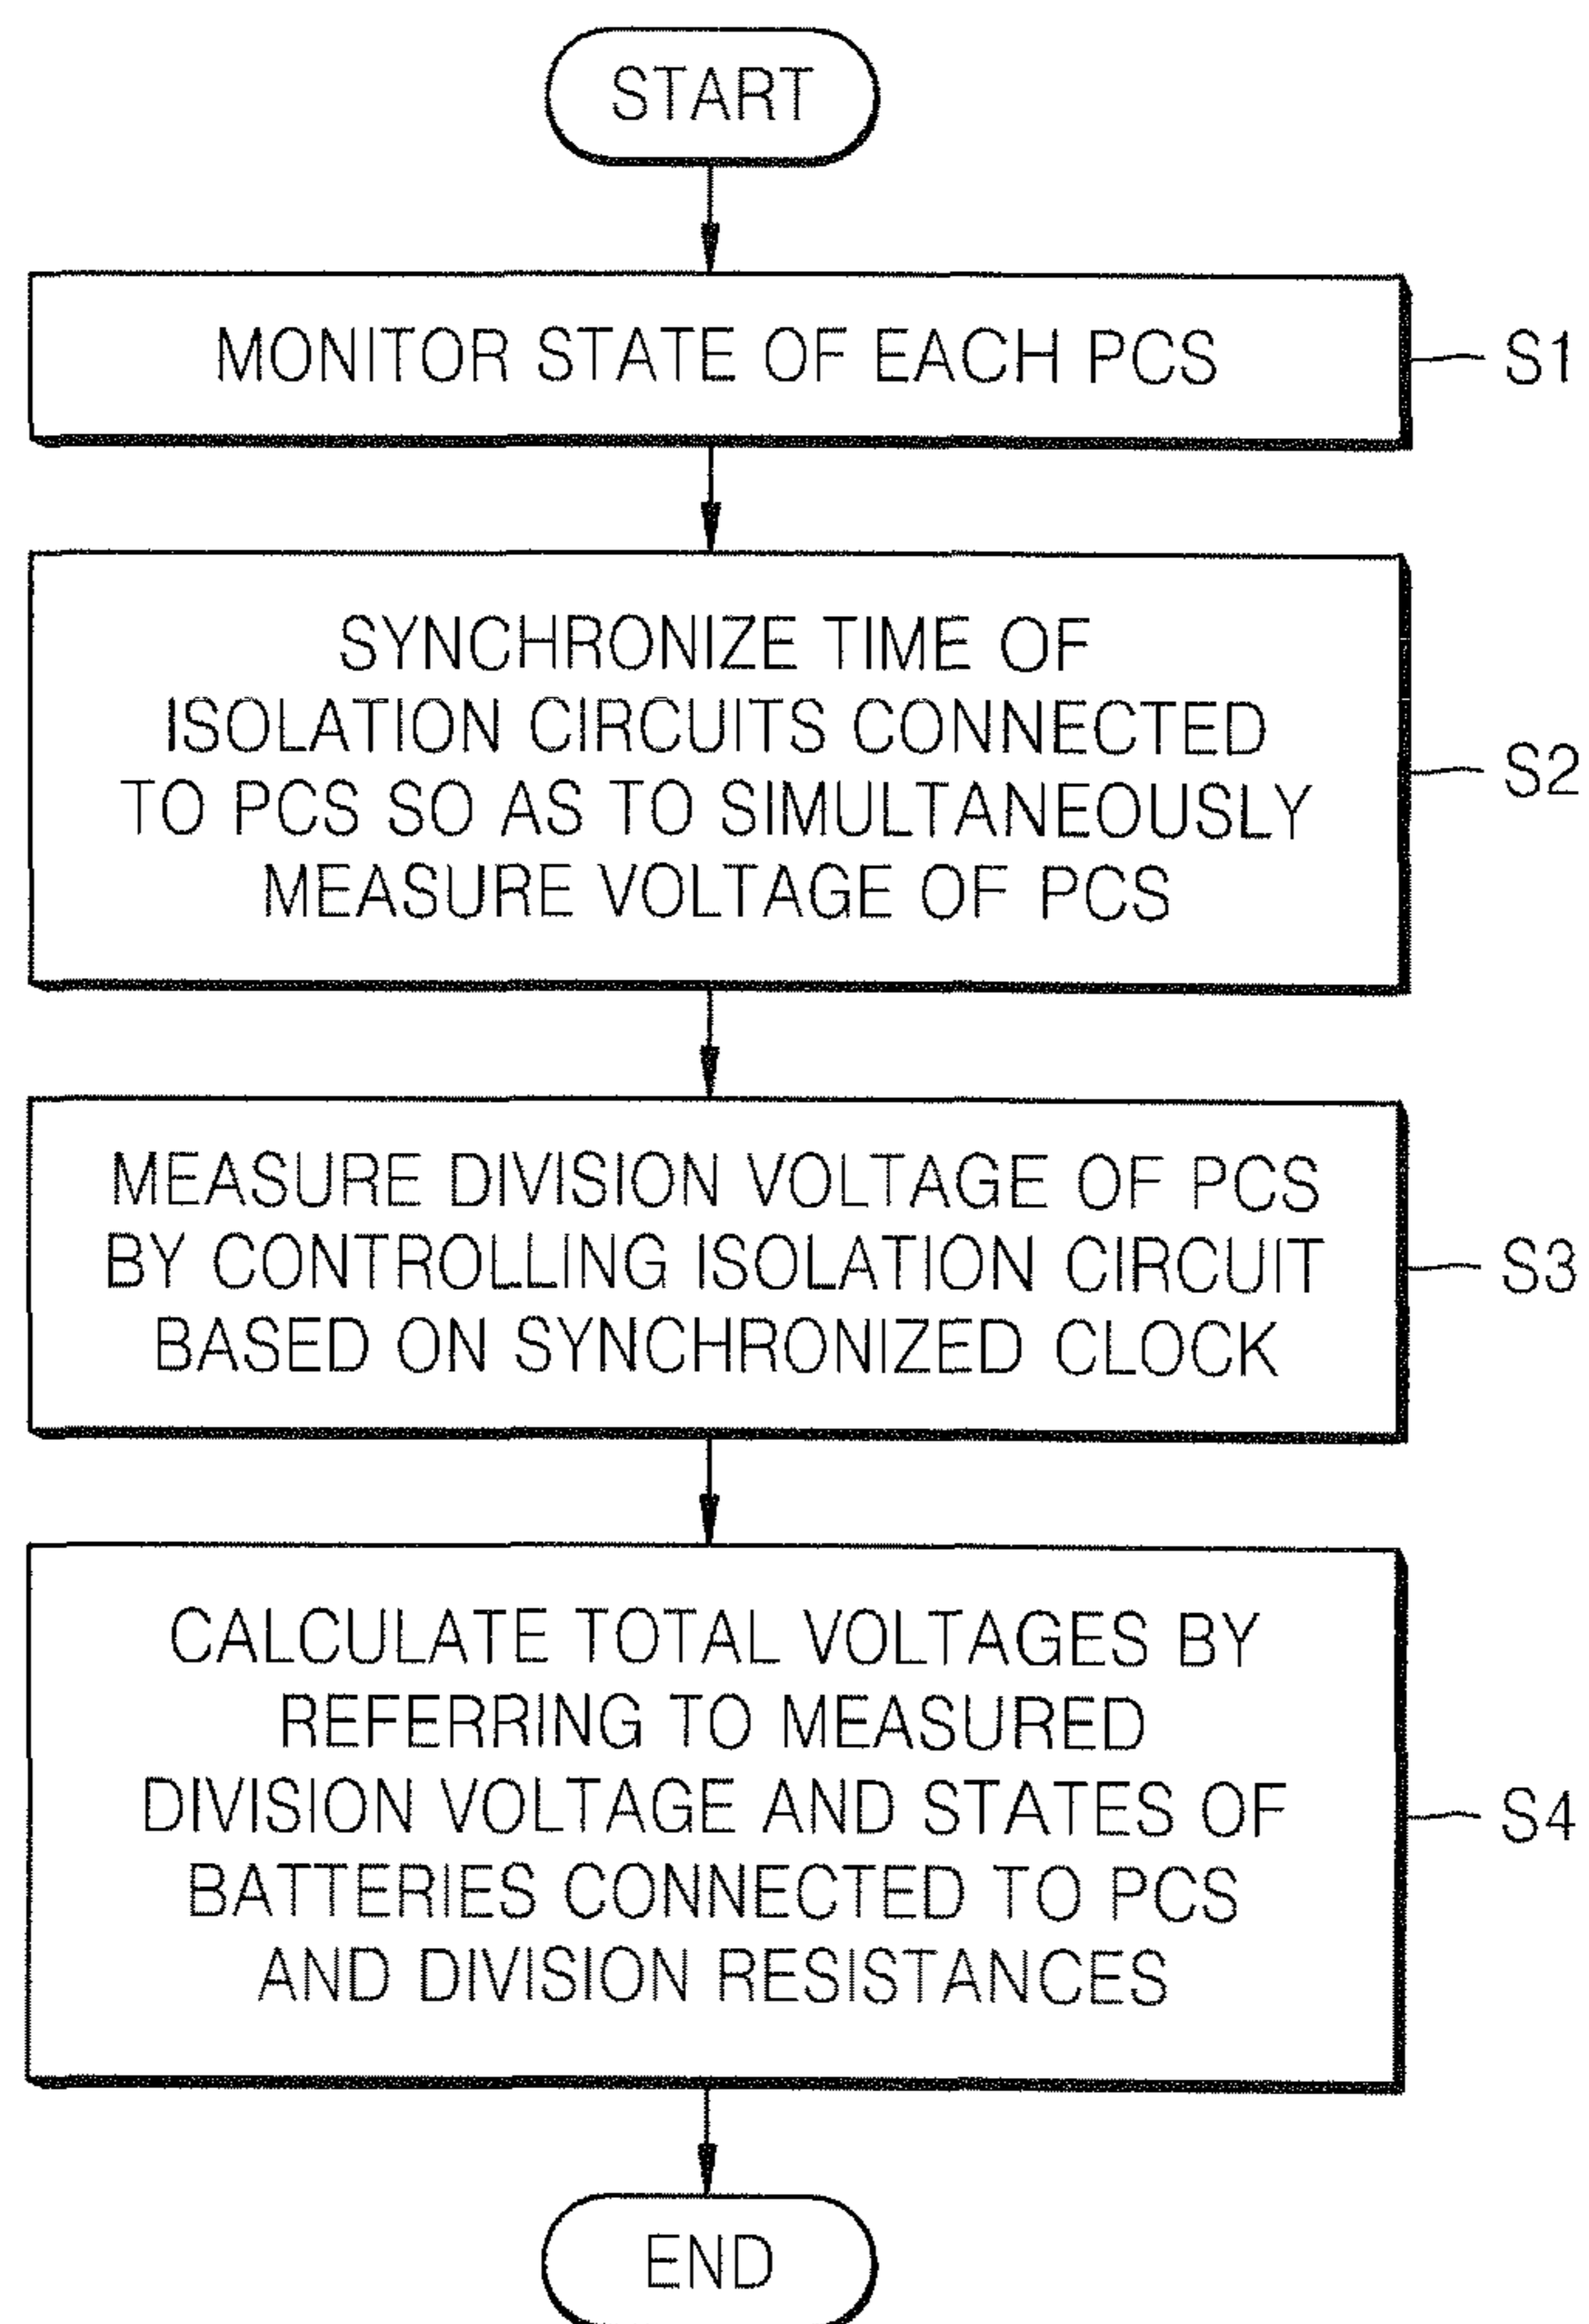 START
MONITOR STATE OF EACH PCS
S1
SYNCHRONIZE TIME OF
ISOLATION CIRCUITS CONNECTED
TO PCS SO AS TO SIMULTANEOUSLY
MEASURE VOLTAGE OF PCS
S2
MEASURE DIVISION VOLTAGE OF PCS
BY CONTROLLING ISOLATION CIRCUIT
BASED ON SYNCHRONIZED CLOCK
S3
CALCULATE TOTAL VOLTAGES BY
REFERRING TO MEASURED
DIVISION VOLTAGE AND STATES OF
BATTERIES CONNECTED TO PCS
AND DIVISION RESISTANCES
S4
END